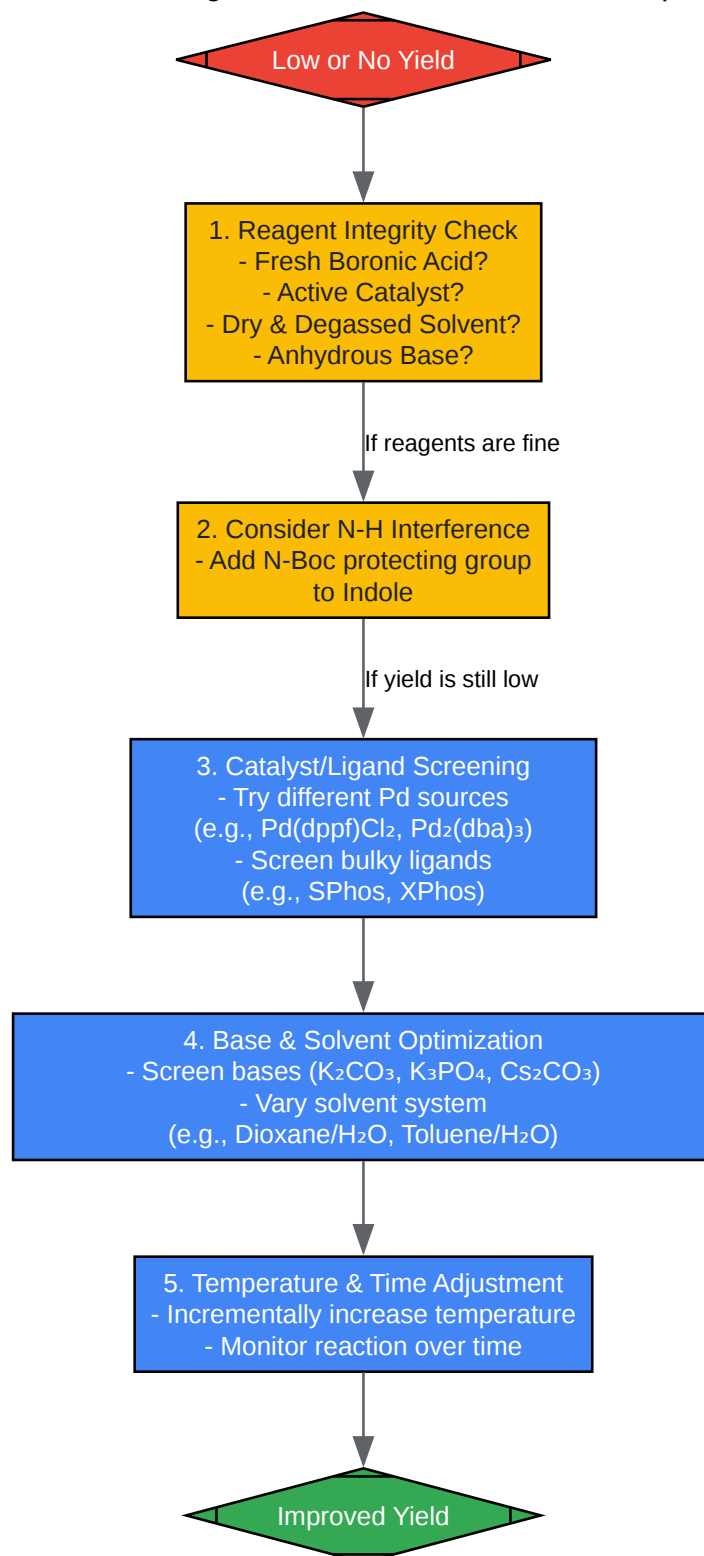 Low or No Yield
1. Reagent Integrity Check
- Fresh Boronic Acid?
- Active Catalyst?
- Dry & Degassed Solvent?
- Anhydrous Base?
If reagents are fine
2. Consider N-H Interference
- Add N-Boc protecting group
to Indole
If yield is still low
3. Catalyst/Ligand Screening
- Try different Pd sources
(e.g., Pd(dppf)Cl₂, Pd₂(dba)₃)
- Screen bulky ligands
(e.g., SPhos, XPhos)
4. Base & Solvent Optimization
- Screen bases (K₂CO₃, K₃PO₄, Cs₂CO₃)
- Vary solvent system
(e.g., Dioxane/H₂O, Toluene/H₂O)
5. Temperature & Time Adjustment
- Incrementally increase temperature
- Monitor reaction over time
Improved Yield